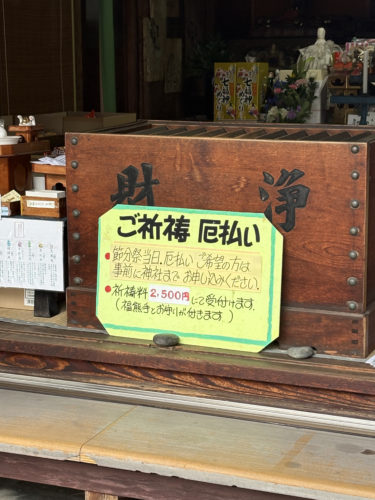 財 浄
ご祈祷 厄払い
節分祭当日、厄払いご希望の方は
事前に神社までお申し込みください。
祈祷料2,500円にて受付けます。
(福熊手とお守りが付きます)